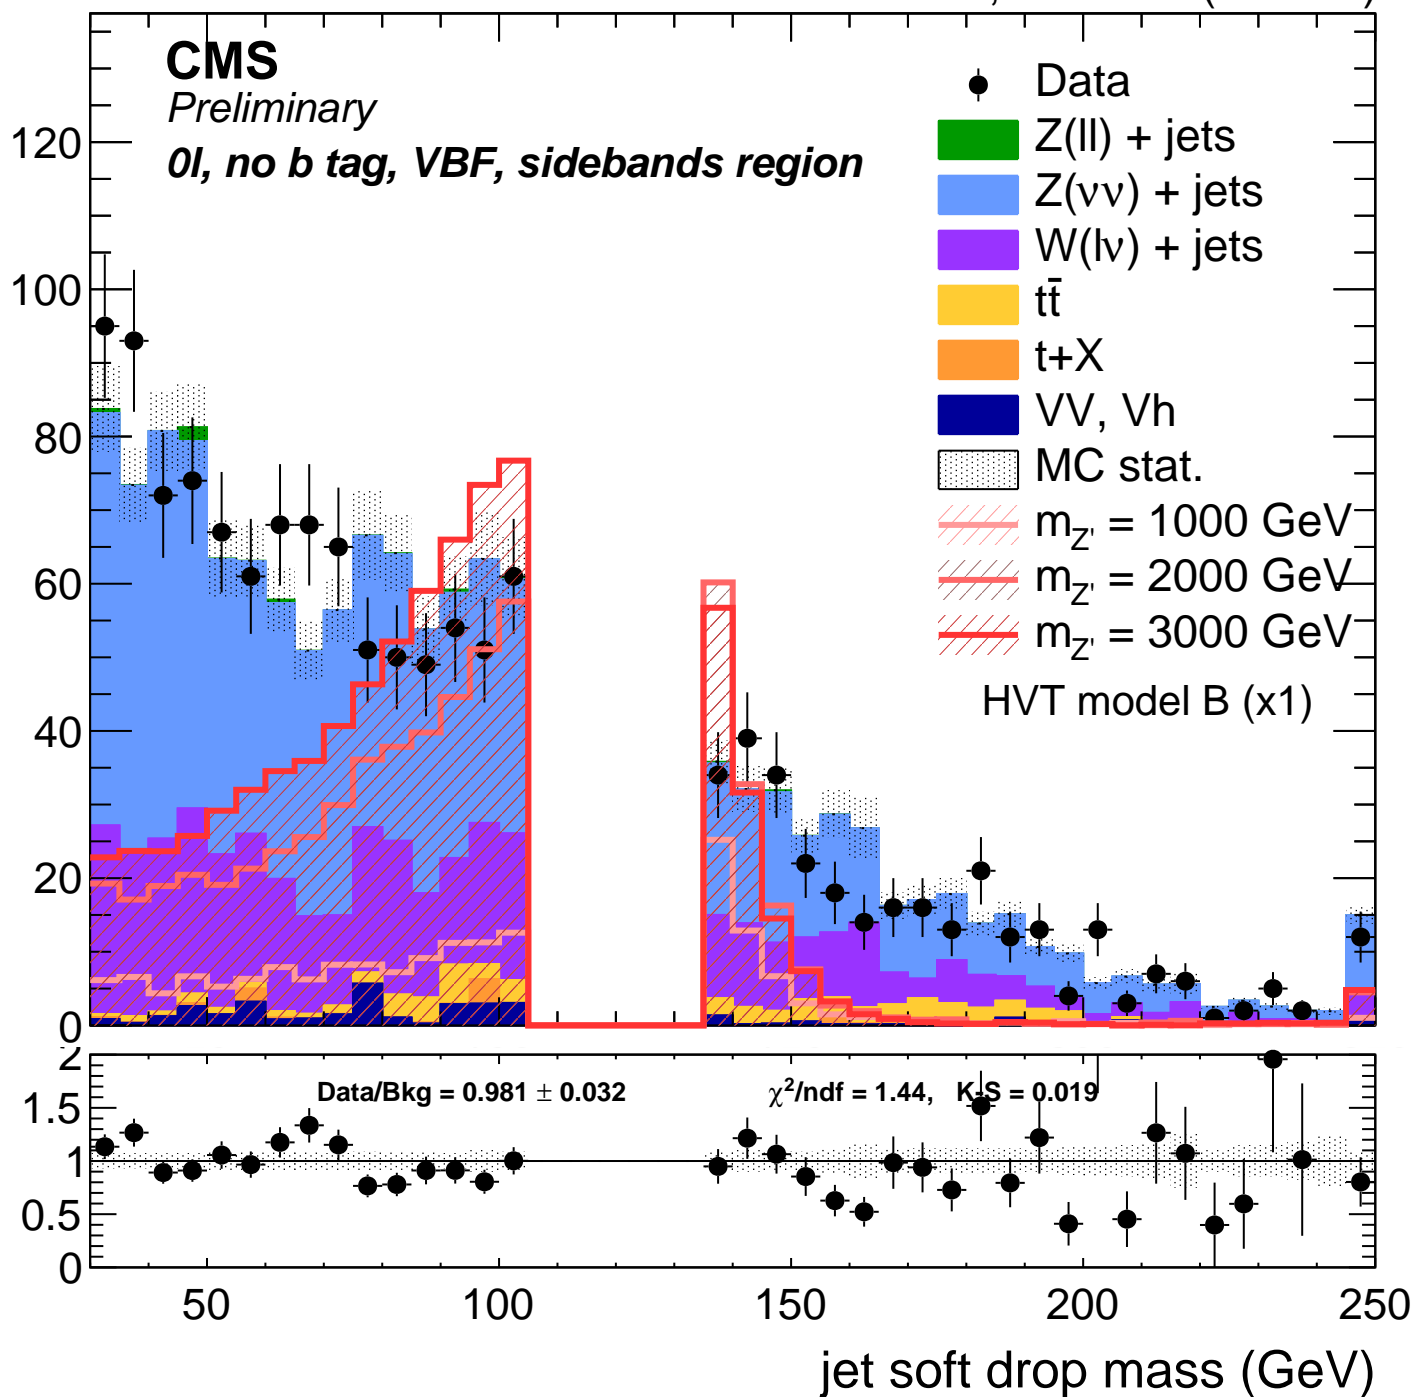 CMS
Preliminary
0l, no b tag, VBF, sidebands region
Data
Z(ll) + jets
Z(νν) + jets
W(lν) + jets
tt̄
t+X
VV, Vh
MC stat.
m_Z' = 1000 GeV
m_Z' = 2000 GeV
m_Z' = 3000 GeV
HVT model B (x1)
120
100
80
60
40
20
0
Data/Bkg = 0.981 ± 0.032
χ²/ndf = 1.44, K-S = 0.019
2
1.5
1
0.5
0
50 100 150 200 250
jet soft drop mass (GeV)